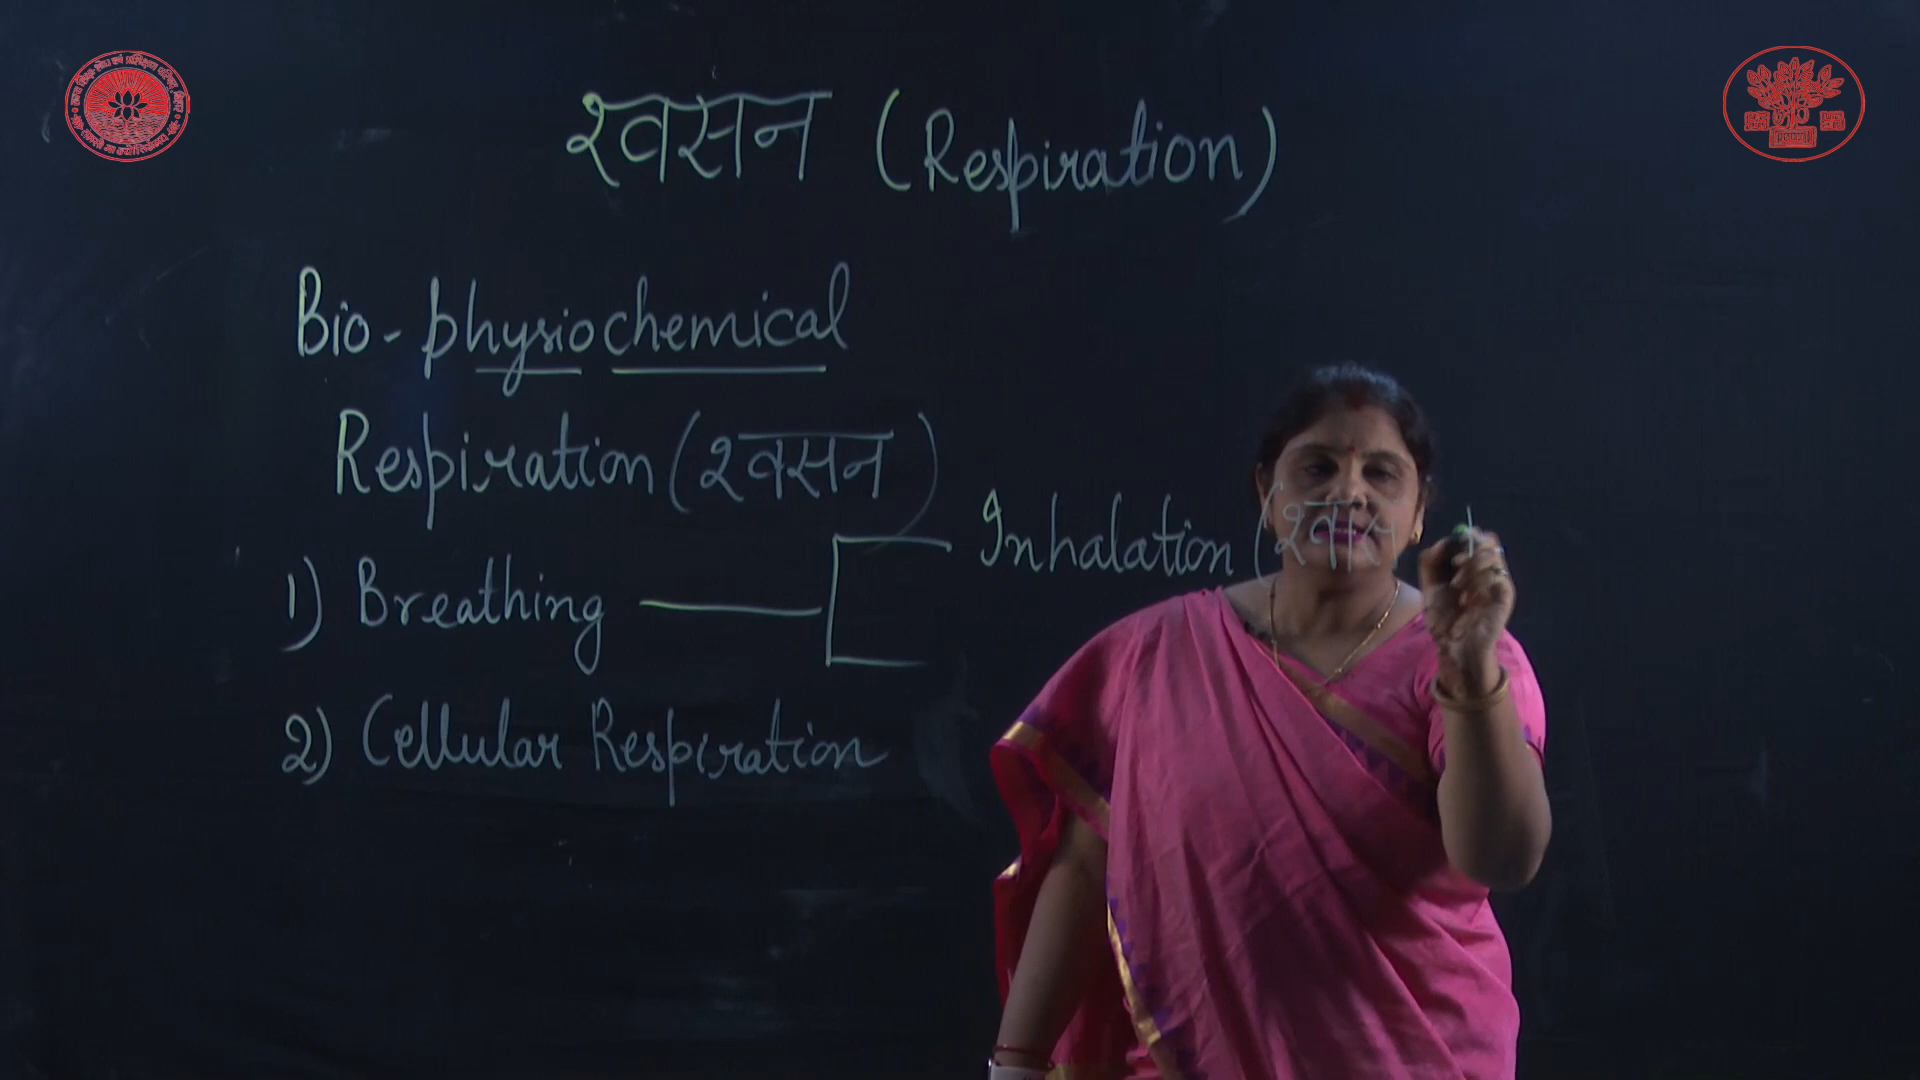 श्वसन (Respiration)
Bio-physiochemical
Respiration (श्वसन)
1) Breathing
Inhalation (श्वास
2) Cellular Respiration